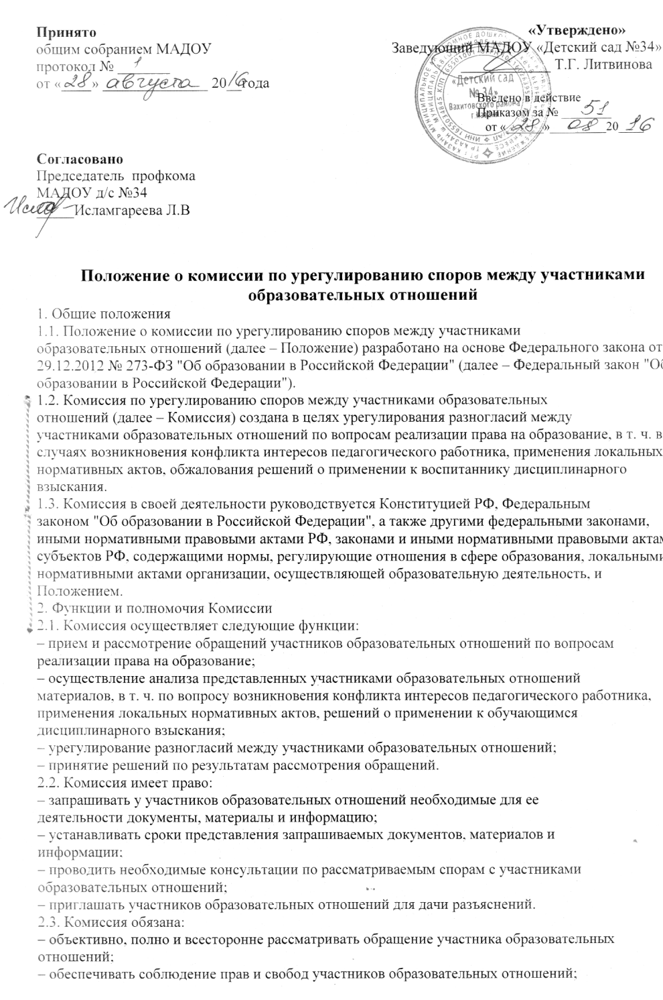 Принято
общим собранием МАДОУ
протокол № 1
от «28» августа 2016года
«Утверждено»
Заведующий МАДОУ «Детский сад №34»
Т.Г. Литвинова
Введено в действие
Приказом за № 51
от «28» 08 2016
«Детский сад
№ 34»
Вахитовского района
Согласовано
Председатель профкома
МАДОУ д/с №34
Исламгареева Л.В
Положение о комиссии по урегулированию споров между участниками
образовательных отношений
1. Общие положения
1.1. Положение о комиссии по урегулированию споров между участниками
образовательных отношений (далее – Положение) разработано на основе Федерального закона от
29.12.2012 № 273-ФЗ "Об образовании в Российской Федерации" (далее – Федеральный закон "Об
образовании в Российской Федерации").
1.2. Комиссия по урегулированию споров между участниками образовательных
отношений (далее – Комиссия) создана в целях урегулирования разногласий между
участниками образовательных отношений по вопросам реализации права на образование, в т. ч. в
случаях возникновения конфликта интересов педагогического работника, применения локальных
нормативных актов, обжалования решений о применении к воспитаннику дисциплинарного
взыскания.
1.3. Комиссия в своей деятельности руководствуется Конституцией РФ, Федеральным
законом "Об образовании в Российской Федерации", а также другими федеральными законами,
иными нормативными правовыми актами РФ, законами и иными нормативными правовыми актам
субъектов РФ, содержащими нормы, регулирующие отношения в сфере образования, локальными
нормативными актами организации, осуществляющей образовательную деятельность, и
Положением.
2. Функции и полномочия Комиссии
2.1. Комиссия осуществляет следующие функции:
– прием и рассмотрение обращений участников образовательных отношений по вопросам
реализации права на образование;
– осуществление анализа представленных участниками образовательных отношений
материалов, в т. ч. по вопросу возникновения конфликта интересов педагогического работника,
применения локальных нормативных актов, решений о применении к обучающимся
дисциплинарного взыскания;
– урегулирование разногласий между участниками образовательных отношений;
– принятие решений по результатам рассмотрения обращений.
2.2. Комиссия имеет право:
– запрашивать у участников образовательных отношений необходимые для ее
деятельности документы, материалы и информацию;
– устанавливать сроки представления запрашиваемых документов, материалов и
информации;
– проводить необходимые консультации по рассматриваемым спорам с участниками
образовательных отношений;
– приглашать участников образовательных отношений для дачи разъяснений.
2.3. Комиссия обязана:
– объективно, полно и всесторонне рассматривать обращение участника образовательных
отношений;
– обеспечивать соблюдение прав и свобод участников образовательных отношений;